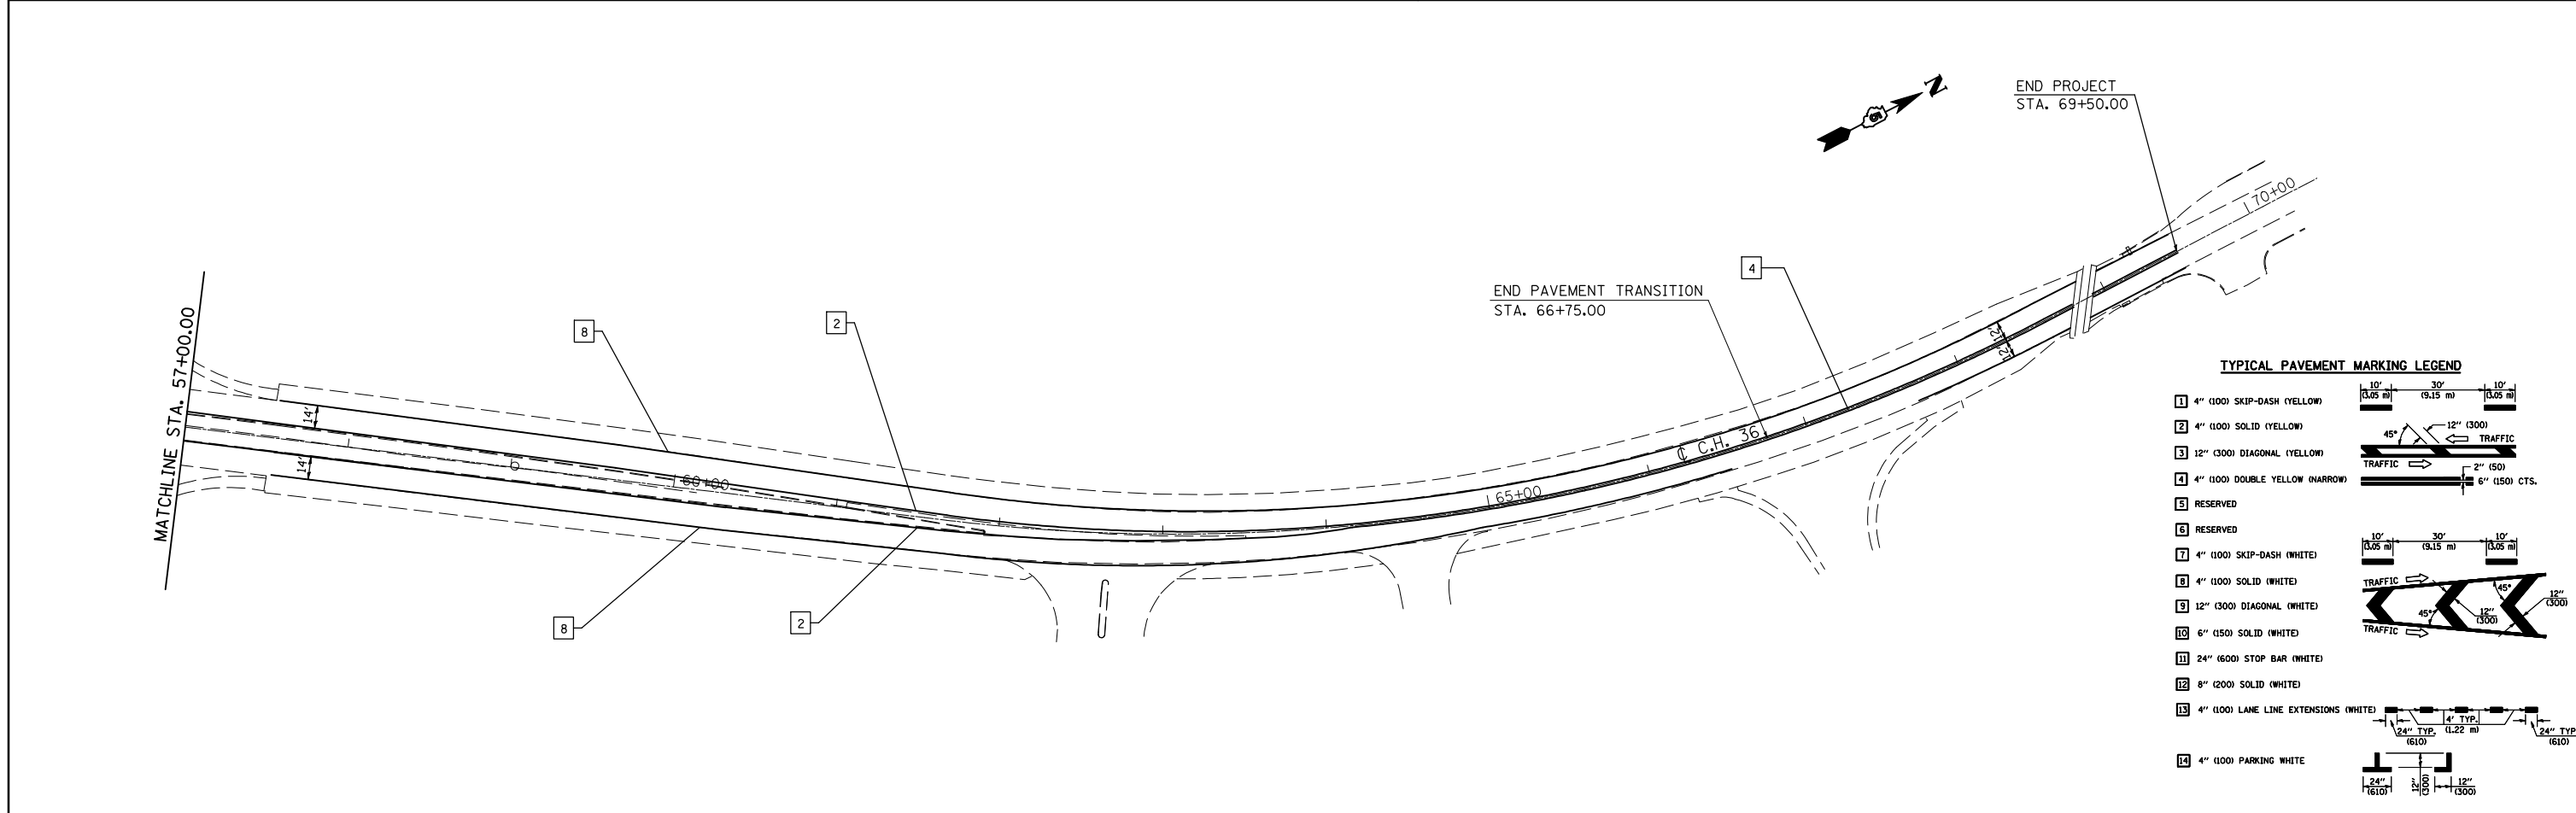 END PROJECT
STA. 69+50.00
N
70+00
4
END PAVEMENT TRANSITION
STA. 66+75.00
8
2
MATCHLINE STA. 57+00.00
14'
14'
60+00
65+00
℄ C.H. 36
12'
12'
8
2
TYPICAL PAVEMENT MARKING LEGEND
1 4" (100) SKIP-DASH (YELLOW)
10' 30' 10'
(3.05 m) (9.15 m) (3.05 m)
2 4" (100) SOLID (YELLOW)
3 12" (300) DIAGONAL (YELLOW)
45° 12" (300)
TRAFFIC
TRAFFIC
4 4" (100) DOUBLE YELLOW (NARROW)
2" (50)
6" (150) CTS.
5 RESERVED
6 RESERVED
7 4" (100) SKIP-DASH (WHITE)
10' 30' 10'
(3.05 m) (9.15 m) (3.05 m)
8 4" (100) SOLID (WHITE)
9 12" (300) DIAGONAL (WHITE)
TRAFFIC
45°
45°
12"
(300)
12"
(300)
TRAFFIC
10 6" (150) SOLID (WHITE)
11 24" (600) STOP BAR (WHITE)
12 8" (200) SOLID (WHITE)
13 4" (100) LANE LINE EXTENSIONS (WHITE)
4' TYP.
(1.22 m)
24" TYP.
(610)
24" TYP
(610)
14 4" (100) PARKING WHITE
24"
(610)
12"
(300)
12"
(300)